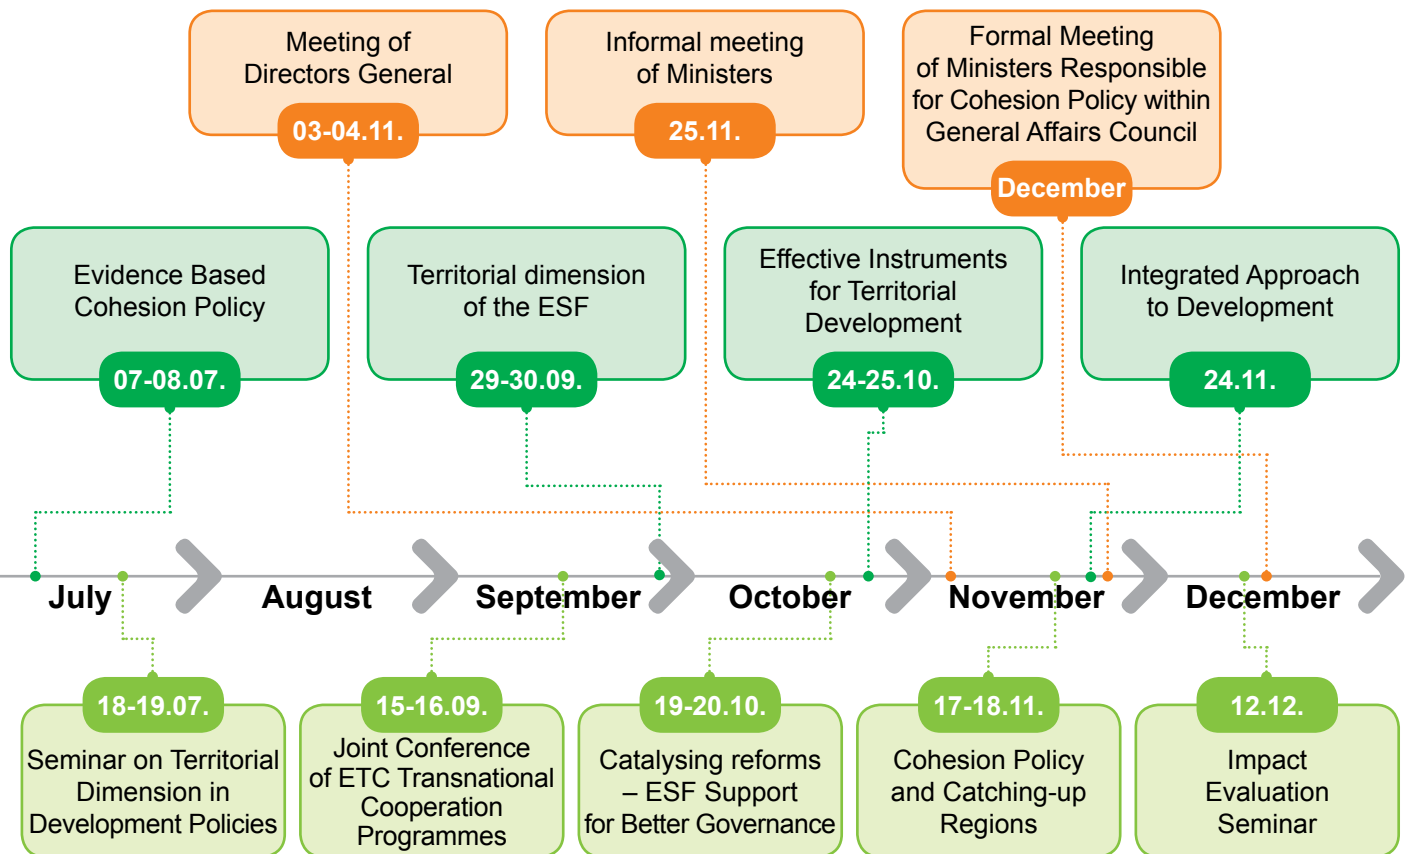 Meeting of
Directors General
03-04.11.
Informal meeting
of Ministers
25.11.
Formal Meeting
of Ministers Responsible
for Cohesion Policy within
General Affairs Council
December
Evidence Based
Cohesion Policy
07-08.07.
Territorial dimension
of the ESF
29-30.09.
Effective Instruments
for Territorial
Development
24-25.10.
Integrated Approach
to Development
24.11.
July
August
September
October
November
December
18-19.07.
Seminar on Territorial
Dimension in
Development Policies
15-16.09.
Joint Conference
of ETC Transnational
Cooperation
Programmes
19-20.10.
Catalysing reforms
– ESF Support
for Better Governance
17-18.11.
Cohesion Policy
and Catching-up
Regions
12.12.
Impact
Evaluation
Seminar